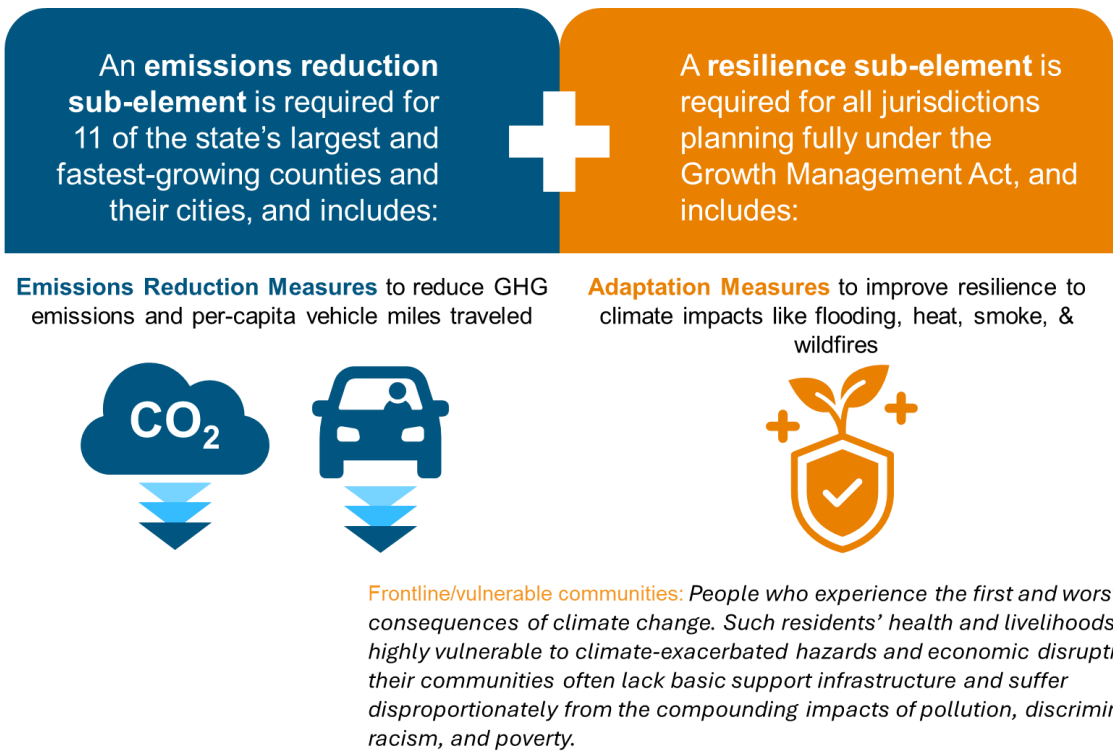 An emissions reduction
sub-element is required for
11 of the state’s largest and
fastest-growing counties and
their cities, and includes:
A resilience sub-element is
required for all jurisdictions
planning fully under the
Growth Management Act, and
includes:
Emissions Reduction Measures to reduce GHG
emissions and per-capita vehicle miles traveled
Adaptation Measures to improve resilience to
climate impacts like flooding, heat, smoke, &
wildfires
CO₂
Frontline/vulnerable communities: People who experience the first and wors
consequences of climate change. Such residents’ health and livelihoods
highly vulnerable to climate-exacerbated hazards and economic disrupti
their communities often lack basic support infrastructure and suffer
disproportionately from the compounding impacts of pollution, discrimin
racism, and poverty.